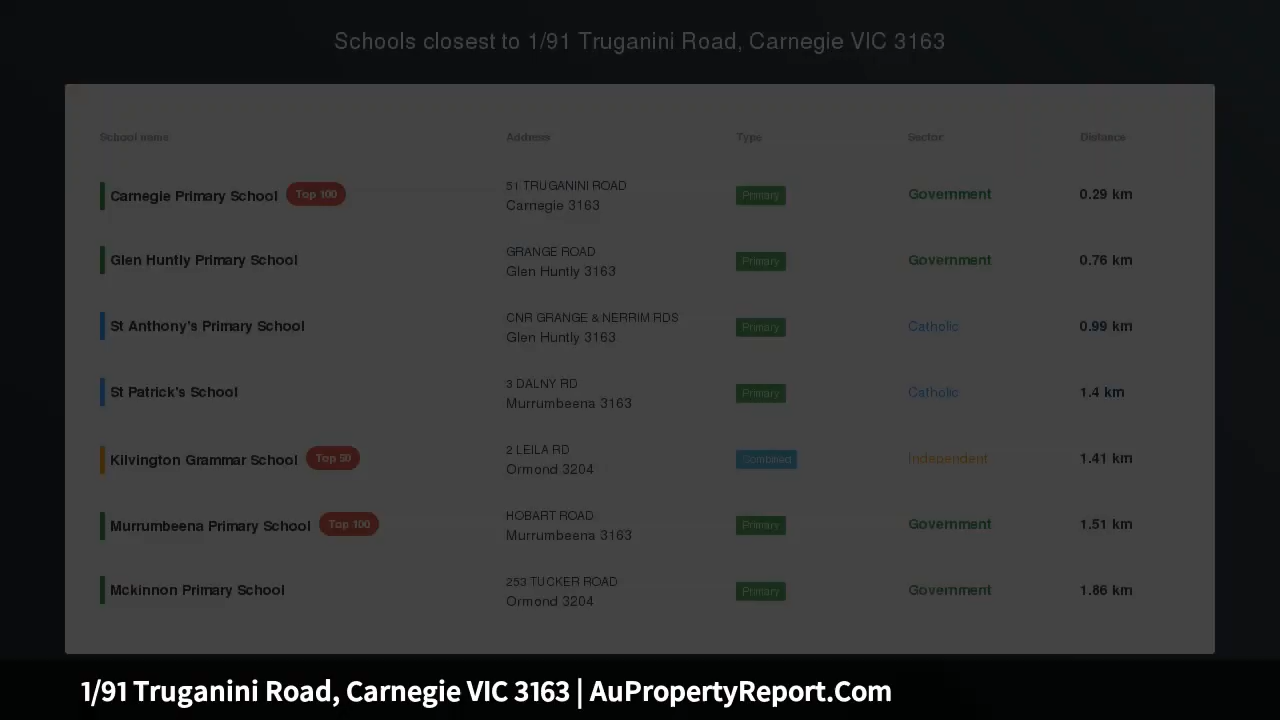 Schools closest to 1/91 Truganini Road, Carnegie VIC 3163
School name Address Type Sector Distance
Carnegie Primary School Top 100 51 TRUGANINI ROAD Carnegie 3163 Primary Government 0.29 km
Glen Huntly Primary School GRANGE ROAD Glen Huntly 3163 Primary Government 0.76 km
St Anthony's Primary School CNR GRANGE & NERRIM RDS Glen Huntly 3163 Primary Catholic 0.99 km
St Patrick's School 3 DALNY RD Murrumbeena 3163 Primary Catholic 1.4 km
Kilvington Grammar School Top 50 2 LEILA RD Ormond 3204 Combined Independent 1.41 km
Murrumbeena Primary School Top 100 HOBART ROAD Murrumbeena 3163 Primary Government 1.51 km
Mckinnon Primary School 253 TUCKER ROAD Ormond 3204 Primary Government 1.86 km
1/91 Truganini Road, Carnegie VIC 3163 | AuPropertyReport.Com